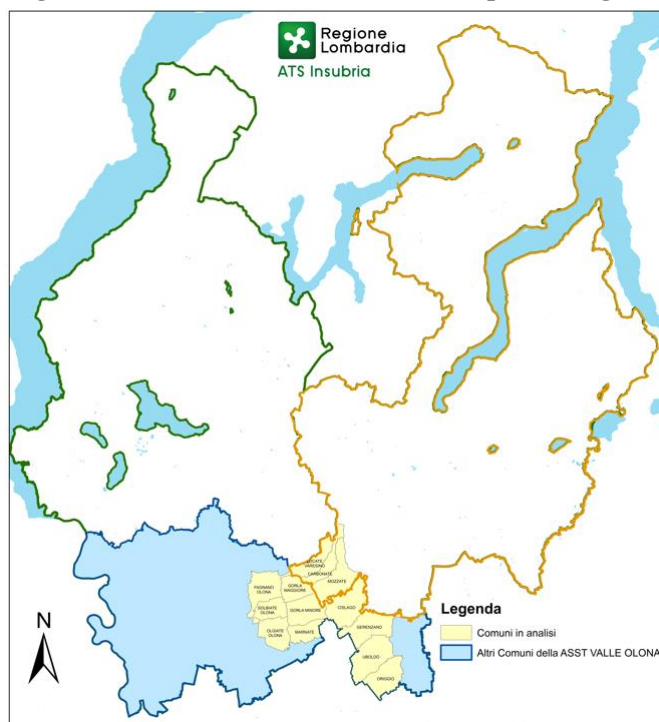 Regione
Lombardia
ATS Insubria
LOCATE
VARESINO
CARBONATE
MOZZATE
FAGNANO
OLONA
GORLA
MAGGIORE
SOLBIATE
OLONA
GORLA MINORE
CISLAGO
OLGIATE
OLONA
MARNATE
GERENZANO
UBOLDO
ORIGGIO
N
Legenda
Comuni in analisi
Altri Comuni della ASST VALLE OLONA